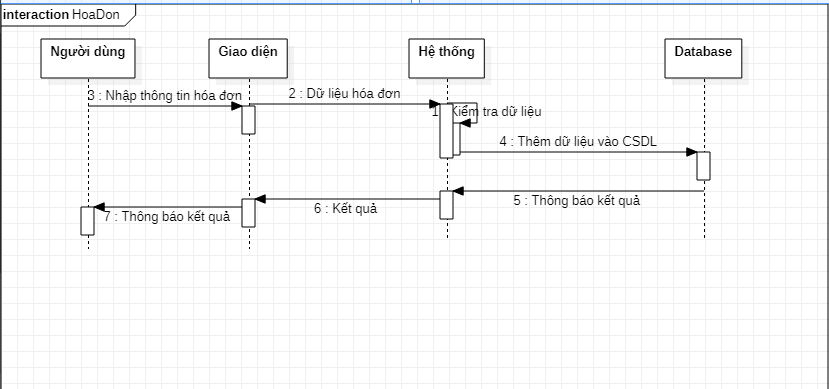 interaction HoaDon
Người dùng
Giao diện
Hệ thống
Database
3 : Nhập thông tin hóa đơn
2 : Dữ liệu hóa đơn
1 : Kiểm tra dữ liệu
4 : Thêm dữ liệu vào CSDL
5 : Thông báo kết quả
6 : Kết quả
7 : Thông báo kết quả